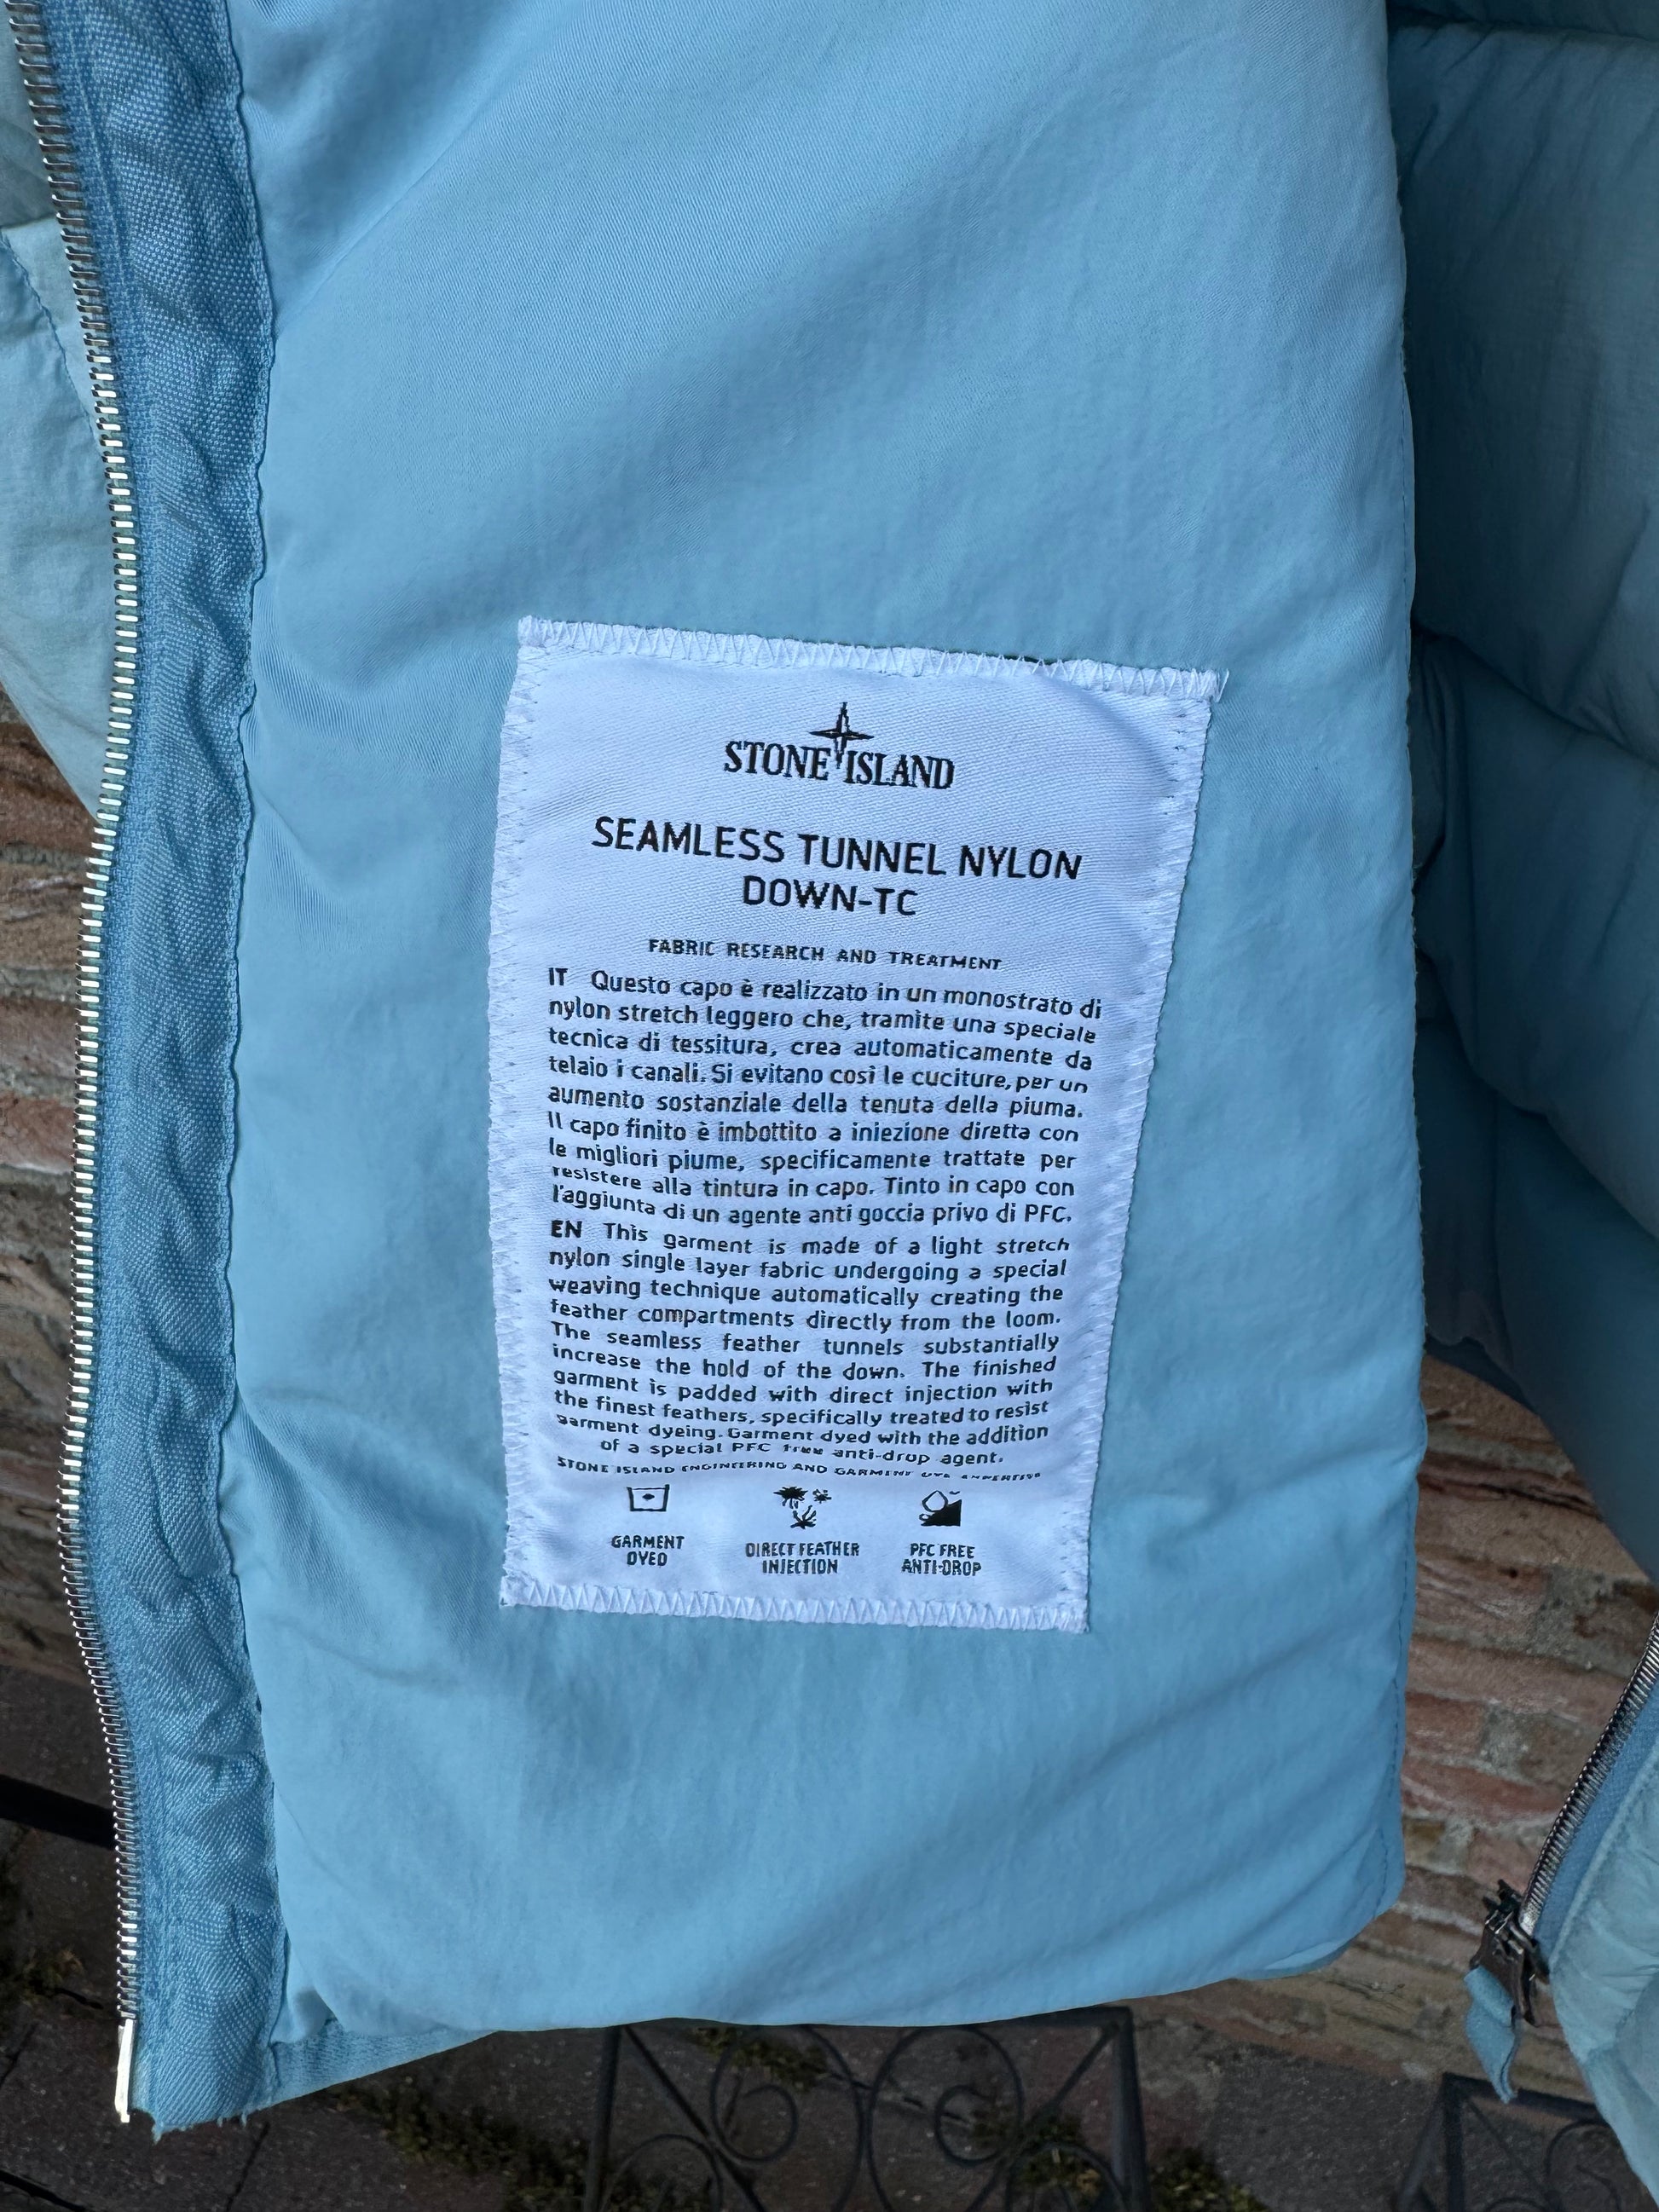 STONE ISLAND
SEAMLESS TUNNEL NYLON
DOWN-TC
FABRIC RESEARCH AND TREATMENT
IT Questo capo è realizzato in un monostrato di
nylon stretch leggero che, tramite una speciale
tecnica di tessitura, crea automaticamente da
telaio i canali. Si evitano così le cuciture, per un
aumento sostanziale della tenuta della piuma.
Il capo finito è imbottito a iniezione diretta con
le migliori piume, specificamente trattate per
resistere alla tintura in capo. Tinto in capo con
l'aggiunta di un agente anti goccia privo di PFC.
EN This garment is made of a light stretch
nylon single layer fabric undergoing a special
weaving technique automatically creating the
feather compartments directly from the loom.
The seamless feather tunnels substantially
increase the hold of the down. The finished
garment is padded with direct injection with
the finest feathers, specifically treated to resist
garment dyeing. Garment dyed with the addition
of a special PFC free anti-drop agent.
STONE ISLAND ENGINEERING AND GARMENT DYE EXPERTISE
GARMENT
DYED
DIRECT FEATHER
INJECTION
PFC FREE
ANTI-DROP